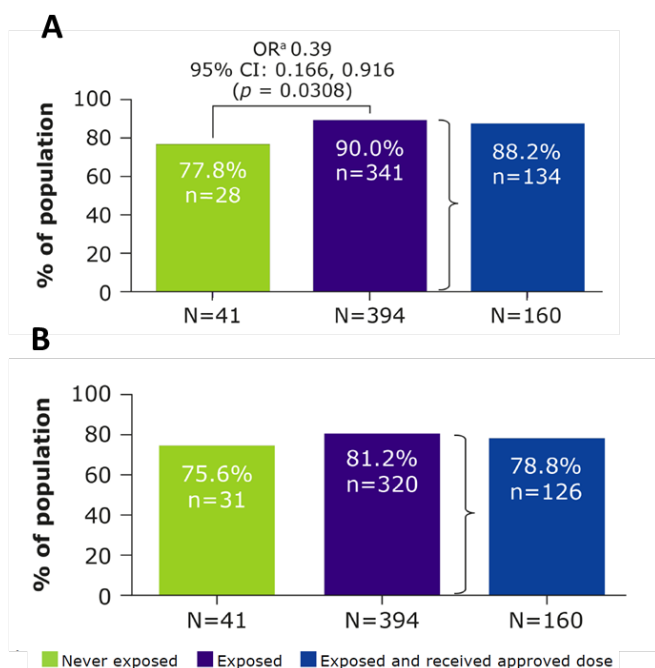 A
ORᵃ 0.39
95% CI: 0.166, 0.916
(p = 0.0308)
% of population
100
80
60
40
20
0
77.8%
n=28
90.0%
n=341
88.2%
n=134
N=41
N=394
N=160
B
% of population
100
80
60
40
20
0
75.6%
n=31
81.2%
n=320
78.8%
n=126
N=41
N=394
N=160
Never exposed
Exposed
Exposed and received approved dose